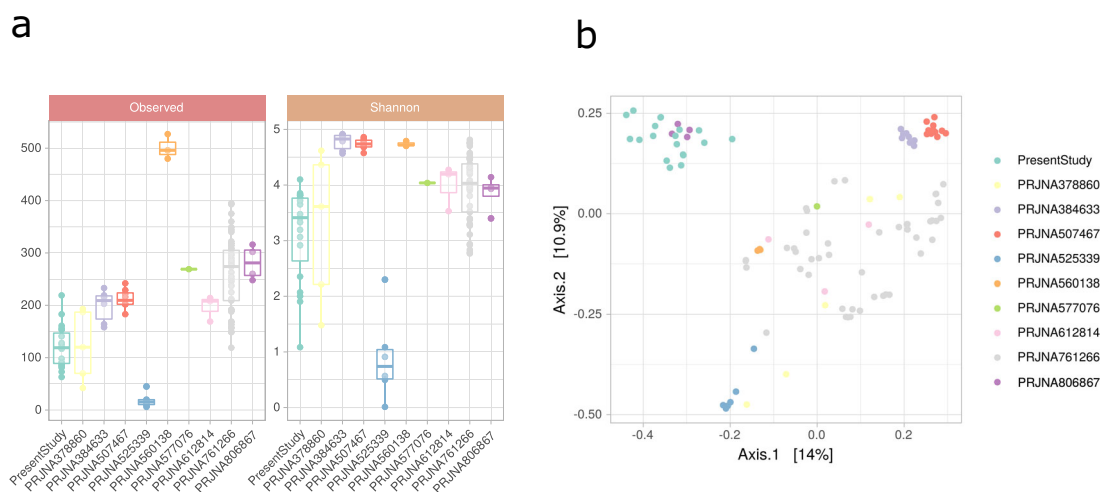 a
Observed
Shannon
500
400
300
200
100
0
5
4
3
2
1
0
PresentStudy
PRJNA378860
PRJNA384633
PRJNA507467
PRJNA525339
PRJNA560138
PRJNA577076
PRJNA612814
PRJNA761266
PRJNA806867
PresentStudy
PRJNA378860
PRJNA384633
PRJNA507467
PRJNA525339
PRJNA560138
PRJNA577076
PRJNA612814
PRJNA761266
PRJNA806867
b
Axis.2 [10.9%]
0.25
0.00
-0.25
-0.50
-0.4 -0.2 0.0 0.2
Axis.1 [14%]
PresentStudy
PRJNA378860
PRJNA384633
PRJNA507467
PRJNA525339
PRJNA560138
PRJNA577076
PRJNA612814
PRJNA761266
PRJNA806867